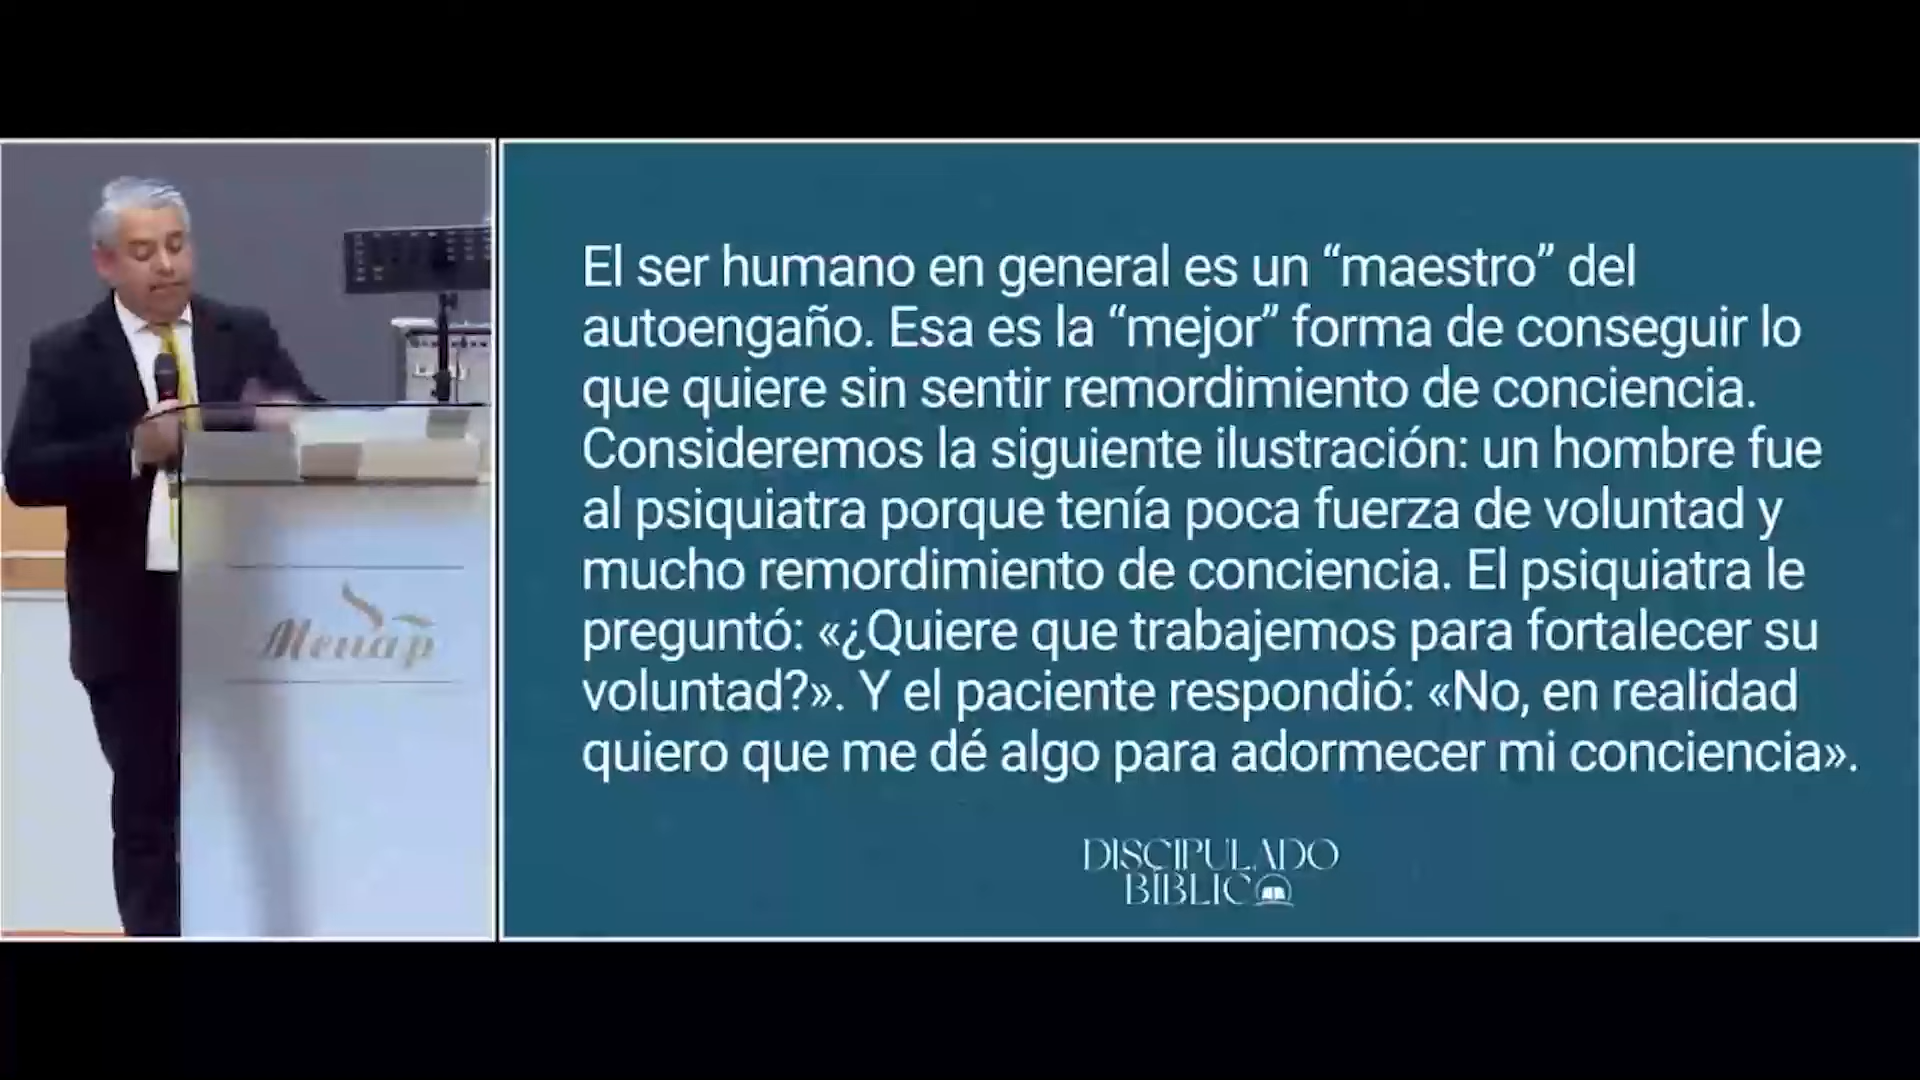 El ser humano en general es un “maestro” del
autoengaño. Esa es la “mejor” forma de conseguir lo
que quiere sin sentir remordimiento de conciencia.
Consideremos la siguiente ilustración: un hombre fue
al psiquiatra porque tenía poca fuerza de voluntad y
mucho remordimiento de conciencia. El psiquiatra le
preguntó: «¿Quiere que trabajemos para fortalecer su
voluntad?». Y el paciente respondió: «No, en realidad
quiero que me dé algo para adormecer mi conciencia».
DISCIPULADO
BÍBLICO
Menap